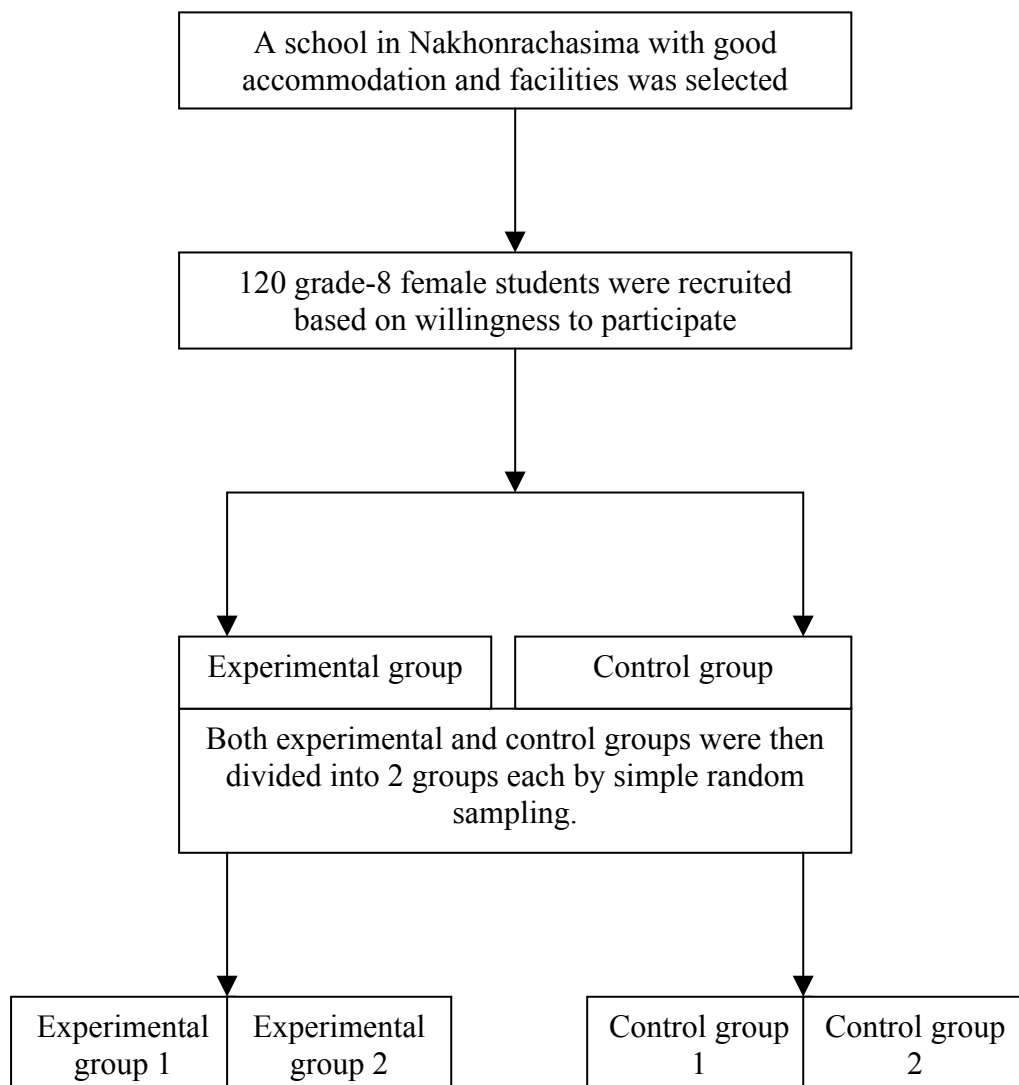 A school in Nakhonrachasima with good
accommodation and facilities was selected
120 grade-8 female students were recruited
based on willingness to participate
Experimental group
Control group
Both experimental and control groups were then
divided into 2 groups each by simple random
sampling.
Experimental
group 1
Experimental
group 2
Control group
1
Control group
2